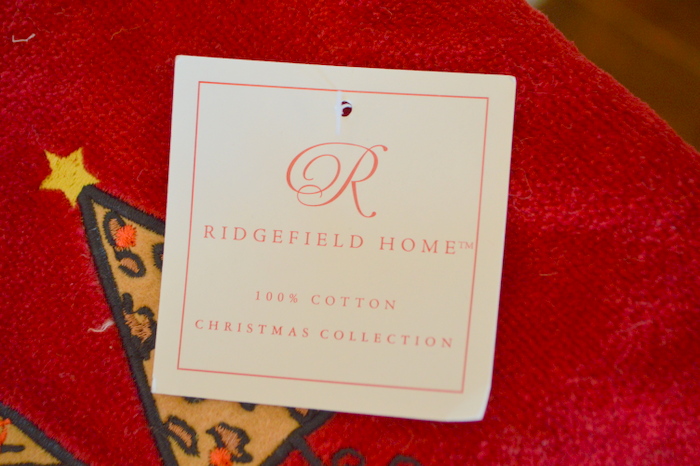 R
RIDGEFIELD HOME™
100% COTTON
CHRISTMAS COLLECTION